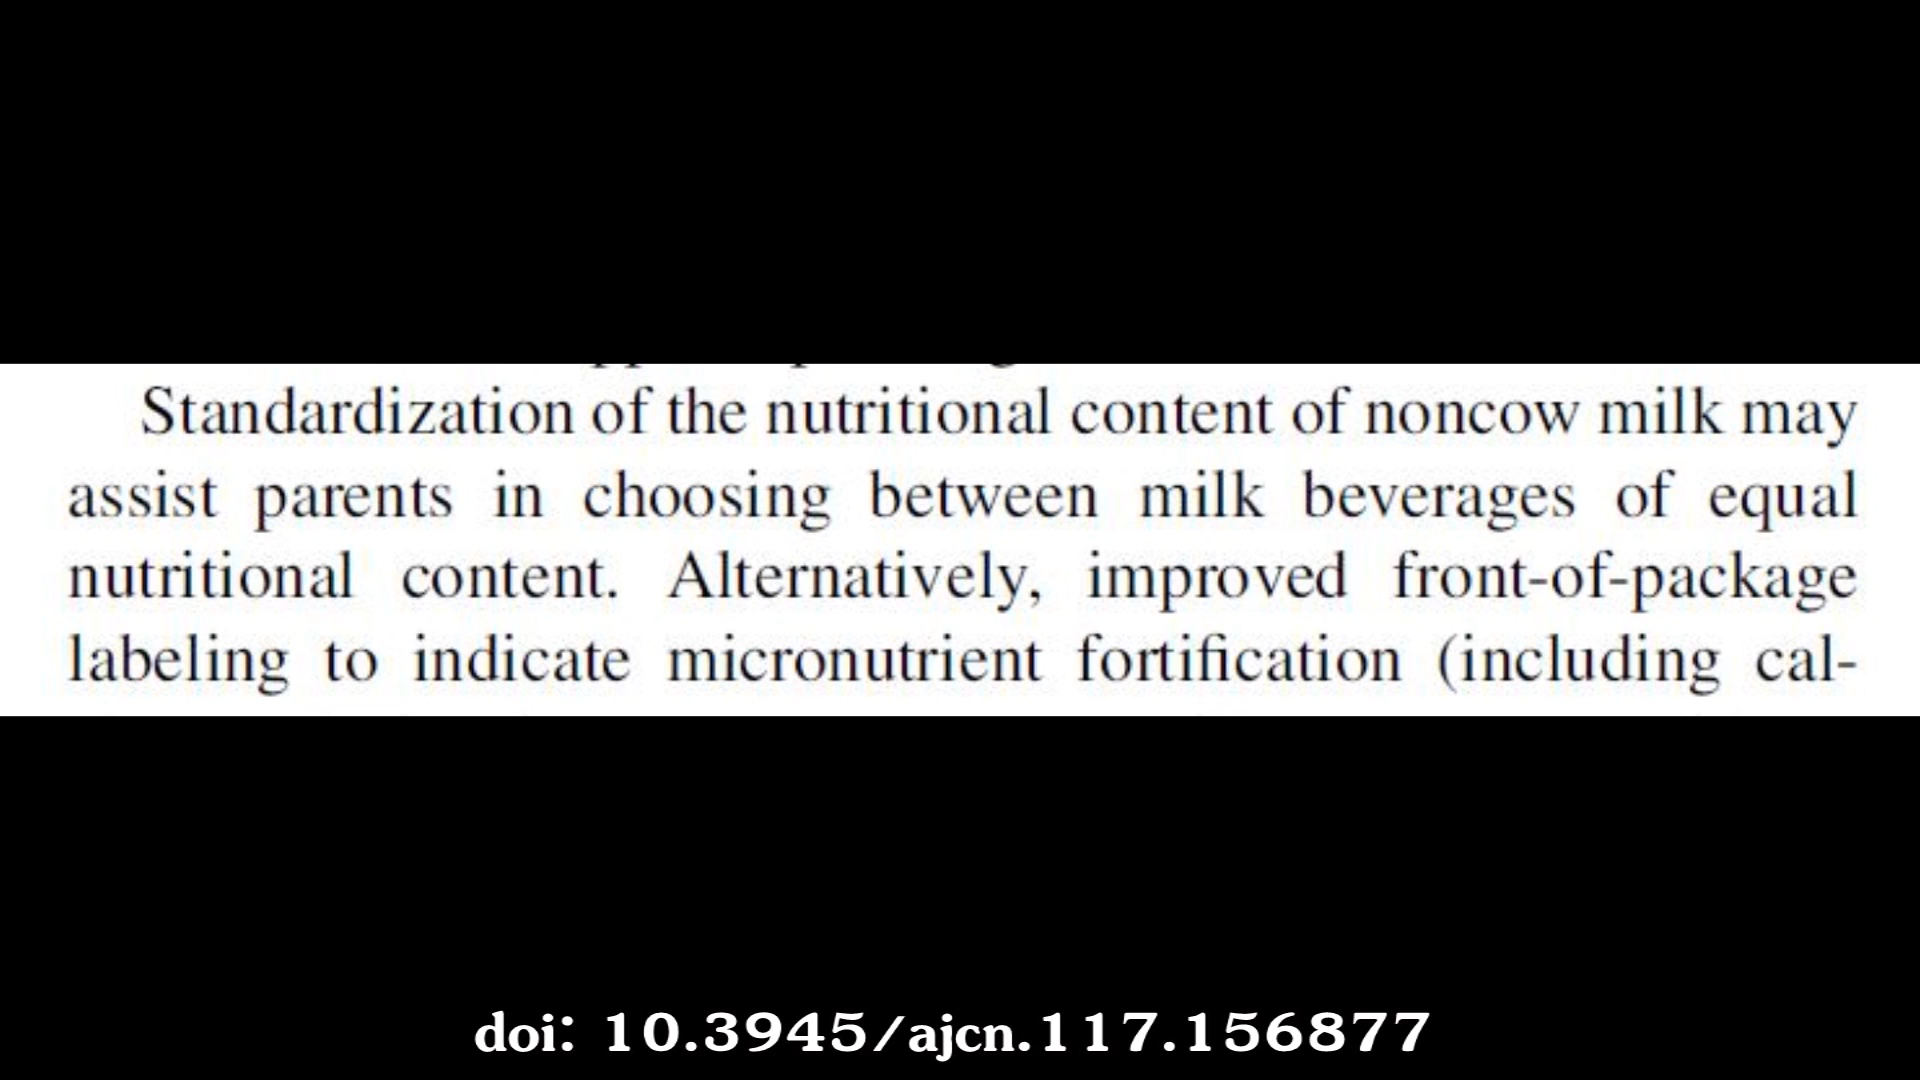 Standardization of the nutritional content of noncow milk may
assist parents in choosing between milk beverages of equal
nutritional content. Alternatively, improved front-of-package
labeling to indicate micronutrient fortification (including cal-
doi: 10.3945/ajcn.117.156877